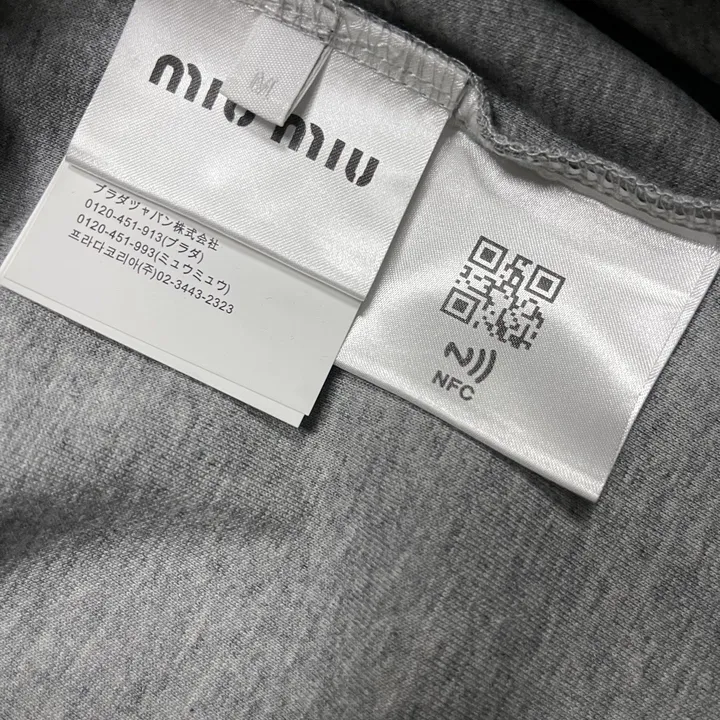 miu miu
M
プラダジャパン株式会社
0120-451-913(プラダ)
0120-451-993(ミュウミュウ)
프라다코리아(주)02-3443-2323
NFC